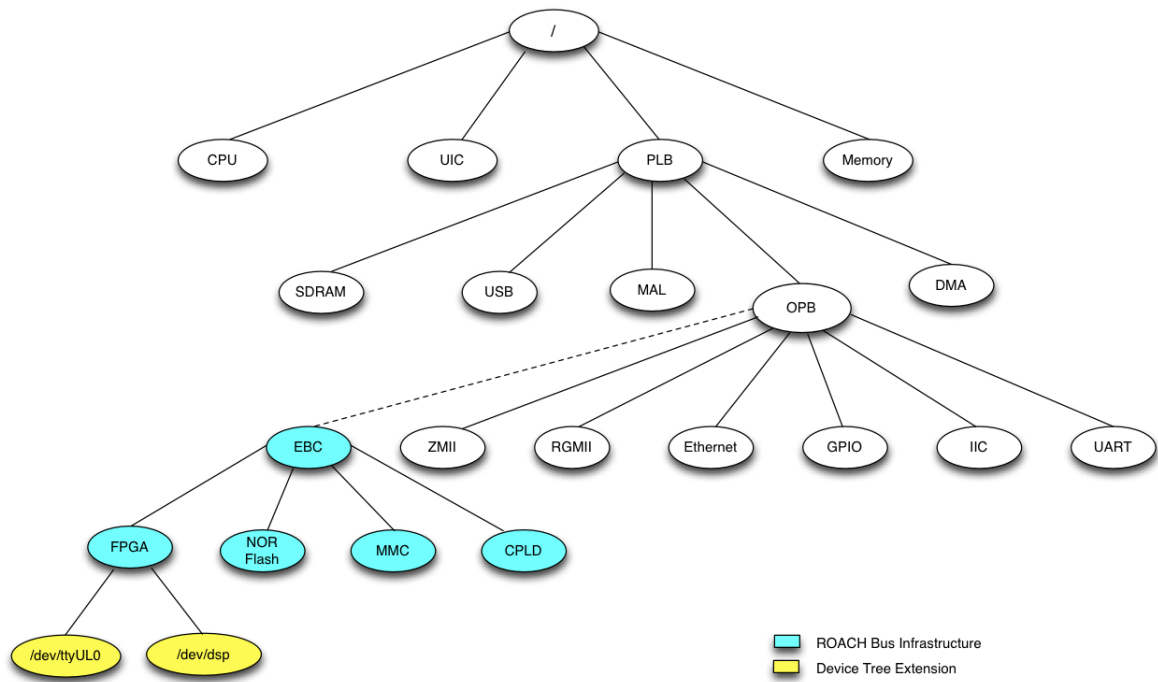 /
CPU
UIC
PLB
Memory
SDRAM
USB
MAL
OPB
DMA
EBC
ZMII
RGMII
Ethernet
GPIO
IIC
UART
FPGA
NOR
Flash
MMC
CPLD
/dev/ttyUL0
/dev/dsp
ROACH Bus Infrastructure
Device Tree Extension